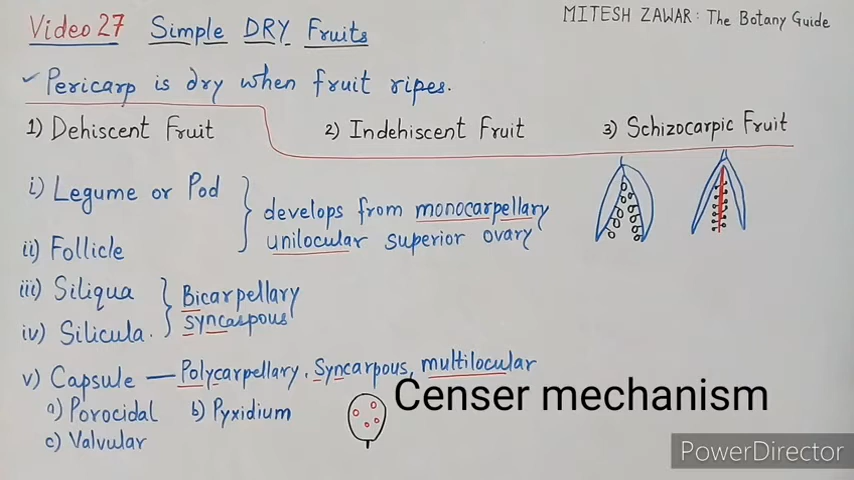 MITESH ZAWAR: The Botany Guide
Video 27 Simple DRY Fruits
✓ Pericarp is dry when fruit ripes.
1) Dehiscent Fruit 2) Indehiscent Fruit 3) Schizocarpic Fruit
i) Legume or Pod
ii) Follicle
develops from monocarpellary
unilocular superior ovary
iii) Siliqua
iv) Silicula.
Bicarpellary
syncarpous
v) Capsule — Polycarpellary, Syncarpous, multilocular
a) Porocidal b) Pyxidium
c) Valvular
Censer mechanism
PowerDirector